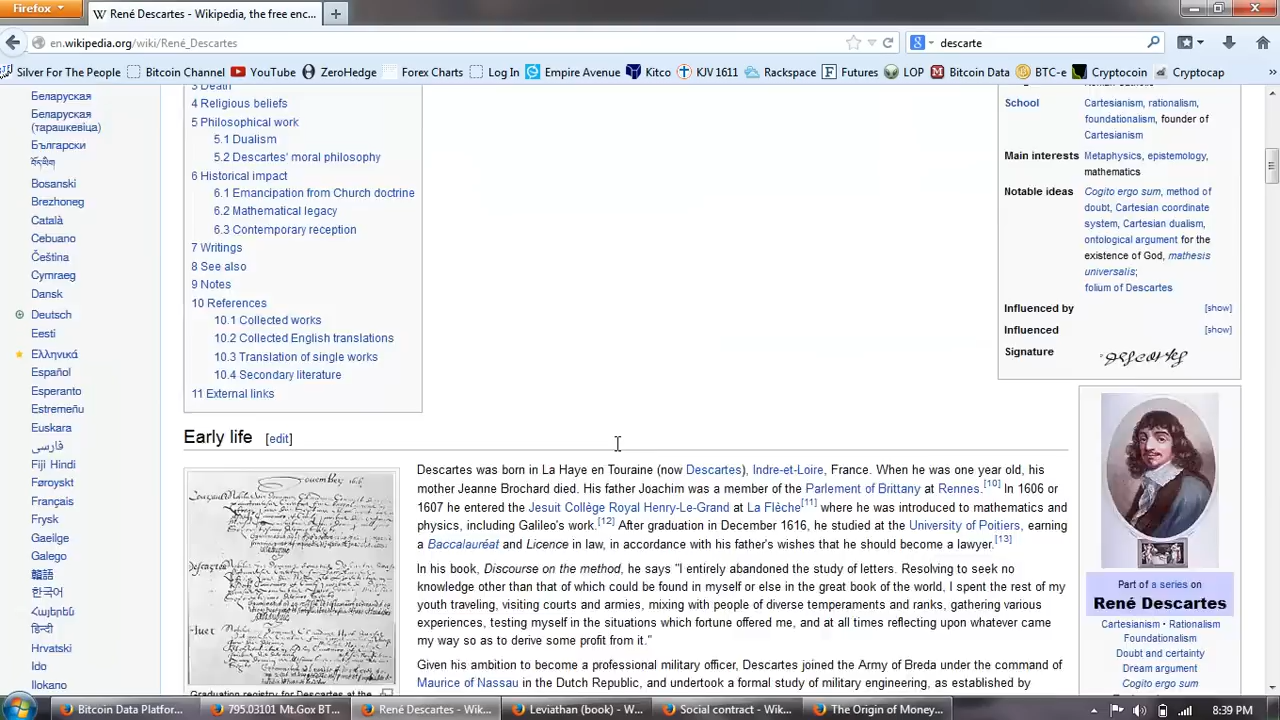 Firefox
René Descartes - Wikipedia, the free enc...
en.wikipedia.org/wiki/René_Descartes
descarte
Silver For The People Bitcoin Channel YouTube ZeroHedge Forex Charts Log In Empire Avenue Kitco KJV 1611 Rackspace Futures LOP Bitcoin Data BTC-e Cryptocoin Cryptocap »
Беларуская
Беларуская
(тарашкевіца)
Български
Bosanski
Brezhoneg
Català
Cebuano
Čeština
Cymraeg
Dansk
Deutsch
Eesti
Ελληνικά
Español
Esperanto
Estremeñu
Euskara
فارسی
Fiji Hindi
Føroyskt
Français
Frysk
Gaeilge
Galego
贛語
한국어
Հայերեն
हिन्दी
Hrvatski
Ido
Ilokano
3 Death
4 Religious beliefs
5 Philosophical work
5.1 Dualism
5.2 Descartes' moral philosophy
6 Historical impact
6.1 Emancipation from Church doctrine
6.2 Mathematical legacy
6.3 Contemporary reception
7 Writings
8 See also
9 Notes
10 References
10.1 Collected works
10.2 Collected English translations
10.3 Translation of single works
10.4 Secondary literature
11 External links
Roman Catholic
School Cartesianism, rationalism,
foundationalism, founder of
Cartesianism
Main interests Metaphysics, epistemology,
mathematics
Notable ideas Cogito ergo sum, method of
doubt, Cartesian coordinate
system, Cartesian dualism,
ontological argument for the
existence of God, mathesis
universalis;
folium of Descartes
Influenced by [show]
Influenced [show]
Signature
Early life [edit]
Descartes was born in La Haye en Touraine (now Descartes), Indre-et-Loire, France. When he was one year old, his
mother Jeanne Brochard died. His father Joachim was a member of the Parlement of Brittany at Rennes.[10] In 1606 or
1607 he entered the Jesuit Collège Royal Henry-Le-Grand at La Flèche[11] where he was introduced to mathematics and
physics, including Galileo's work.[12] After graduation in December 1616, he studied at the University of Poitiers, earning
a Baccalauréat and Licence in law, in accordance with his father's wishes that he should become a lawyer.[13]
In his book, Discourse on the method, he says "I entirely abandoned the study of letters. Resolving to seek no
knowledge other than that of which could be found in myself or else in the great book of the world, I spent the rest of my
youth traveling, visiting courts and armies, mixing with people of diverse temperaments and ranks, gathering various
experiences, testing myself in the situations which fortune offered me, and at all times reflecting upon whatever came
my way so as to derive some profit from it."
Given his ambition to become a professional military officer, Descartes joined the Army of Breda under the command of
Maurice of Nassau in the Dutch Republic, and undertook a formal study of military engineering, as established by
Graduation registry for Descartes at the
Part of a series on
René Descartes
Cartesianism · Rationalism
Foundationalism
Doubt and certainty
Dream argument
Cogito ergo sum
Bitcoin Data Platfo... 795.03101 Mt.Gox BT... René Descartes - Wik... Leviathan (book) - W... Social contract - Wik... The Origin of Money... 8:39 PM